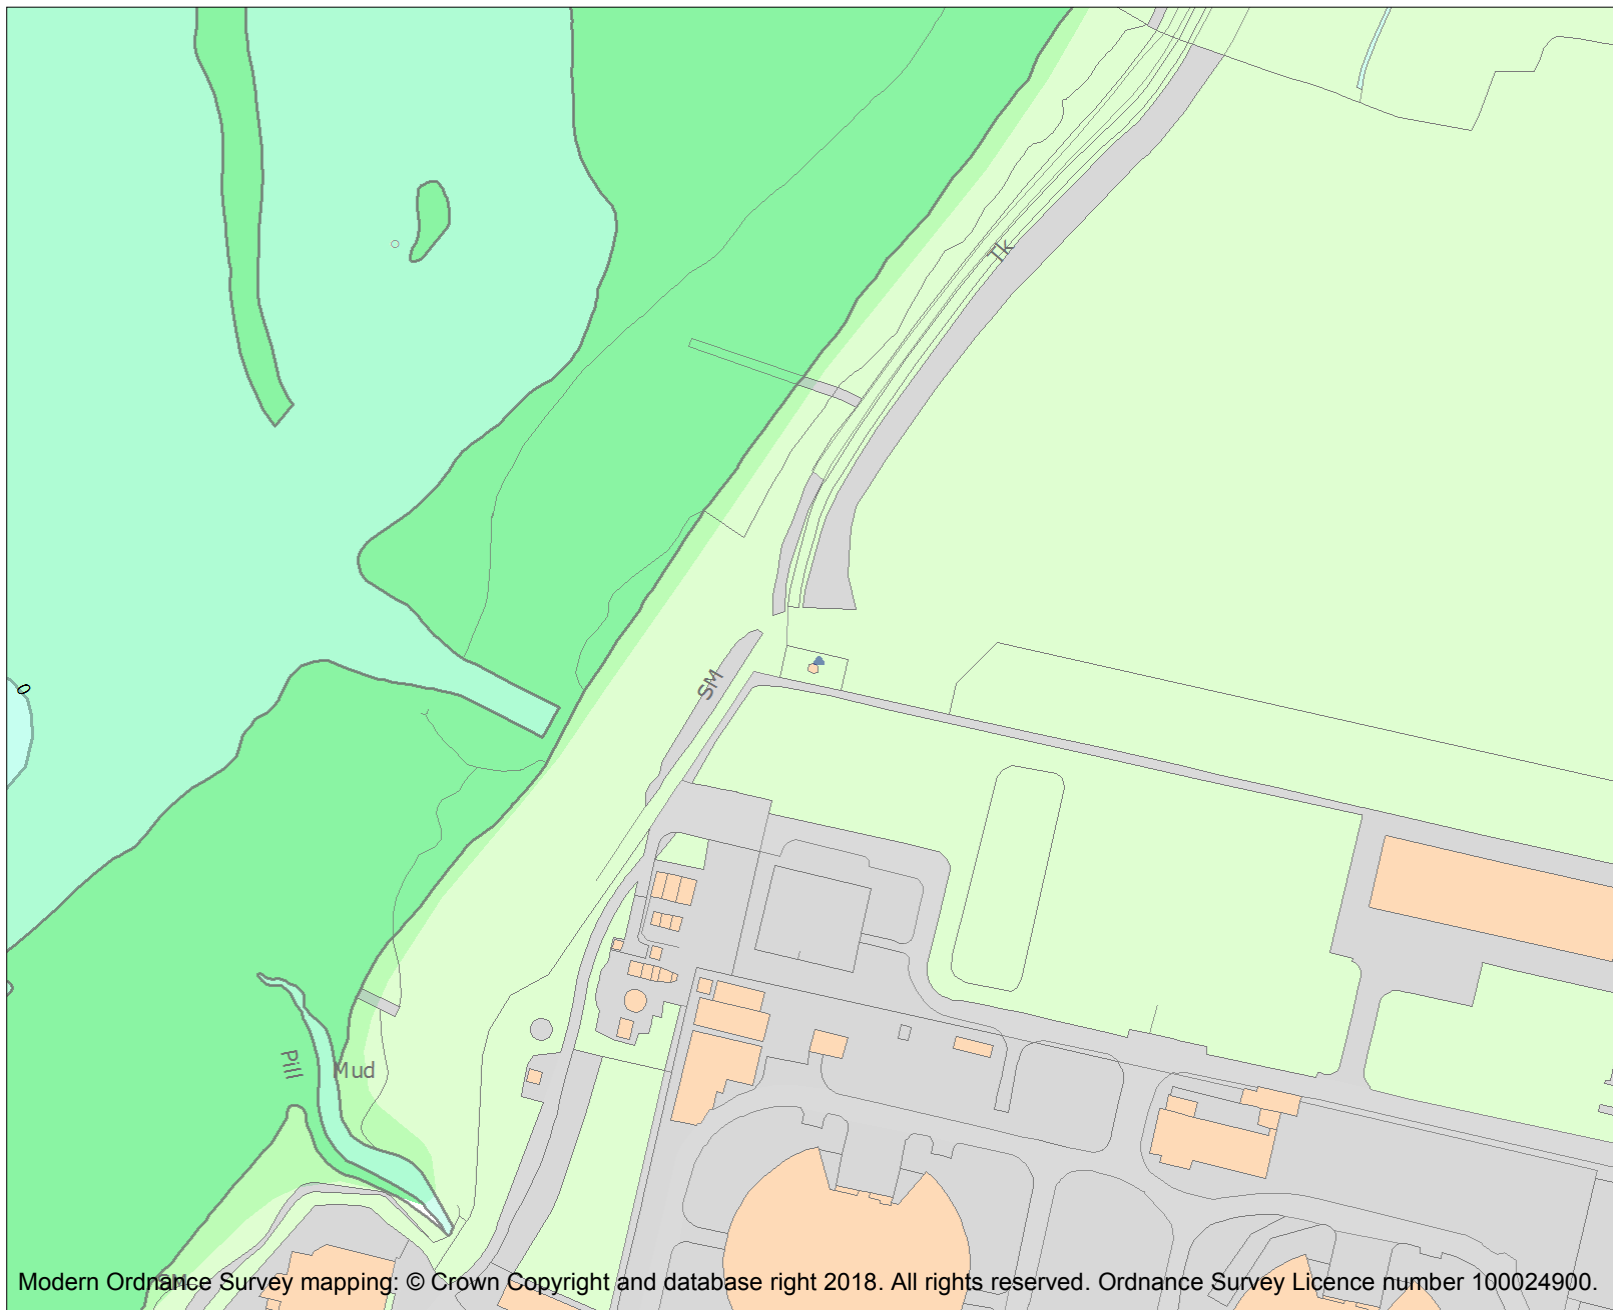 Tk
SM
Pill
Mud
SM
Modern Ordnance Survey mapping: © Crown Copyright and database right 2018. All rights reserved. Ordnance Survey Licence number 100024900.